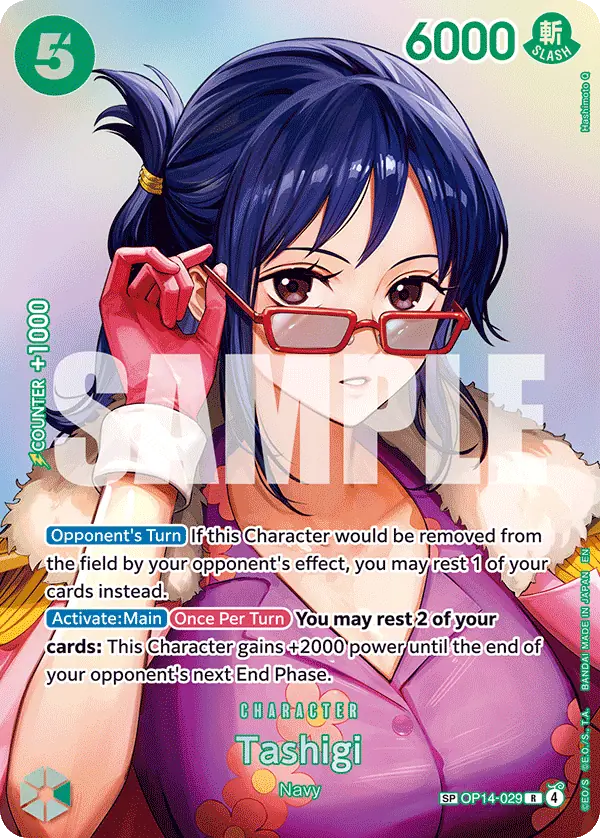 5
6000
斬
SLASH
Hashimoto Q
COUNTER +1000
SAMPLE
Opponent's Turn If this Character would be removed from
the field by your opponent's effect, you may rest 1 of your
cards instead.
Activate:Main Once Per Turn You may rest 2 of your
cards: This Character gains +2000 power until the end of
your opponent's next End Phase.
CHARACTER
Tashigi
Navy
SP OP14-029 R 4
©EO/S ©E.O./S., T.A. BANDAI MADE IN JAPAN EN